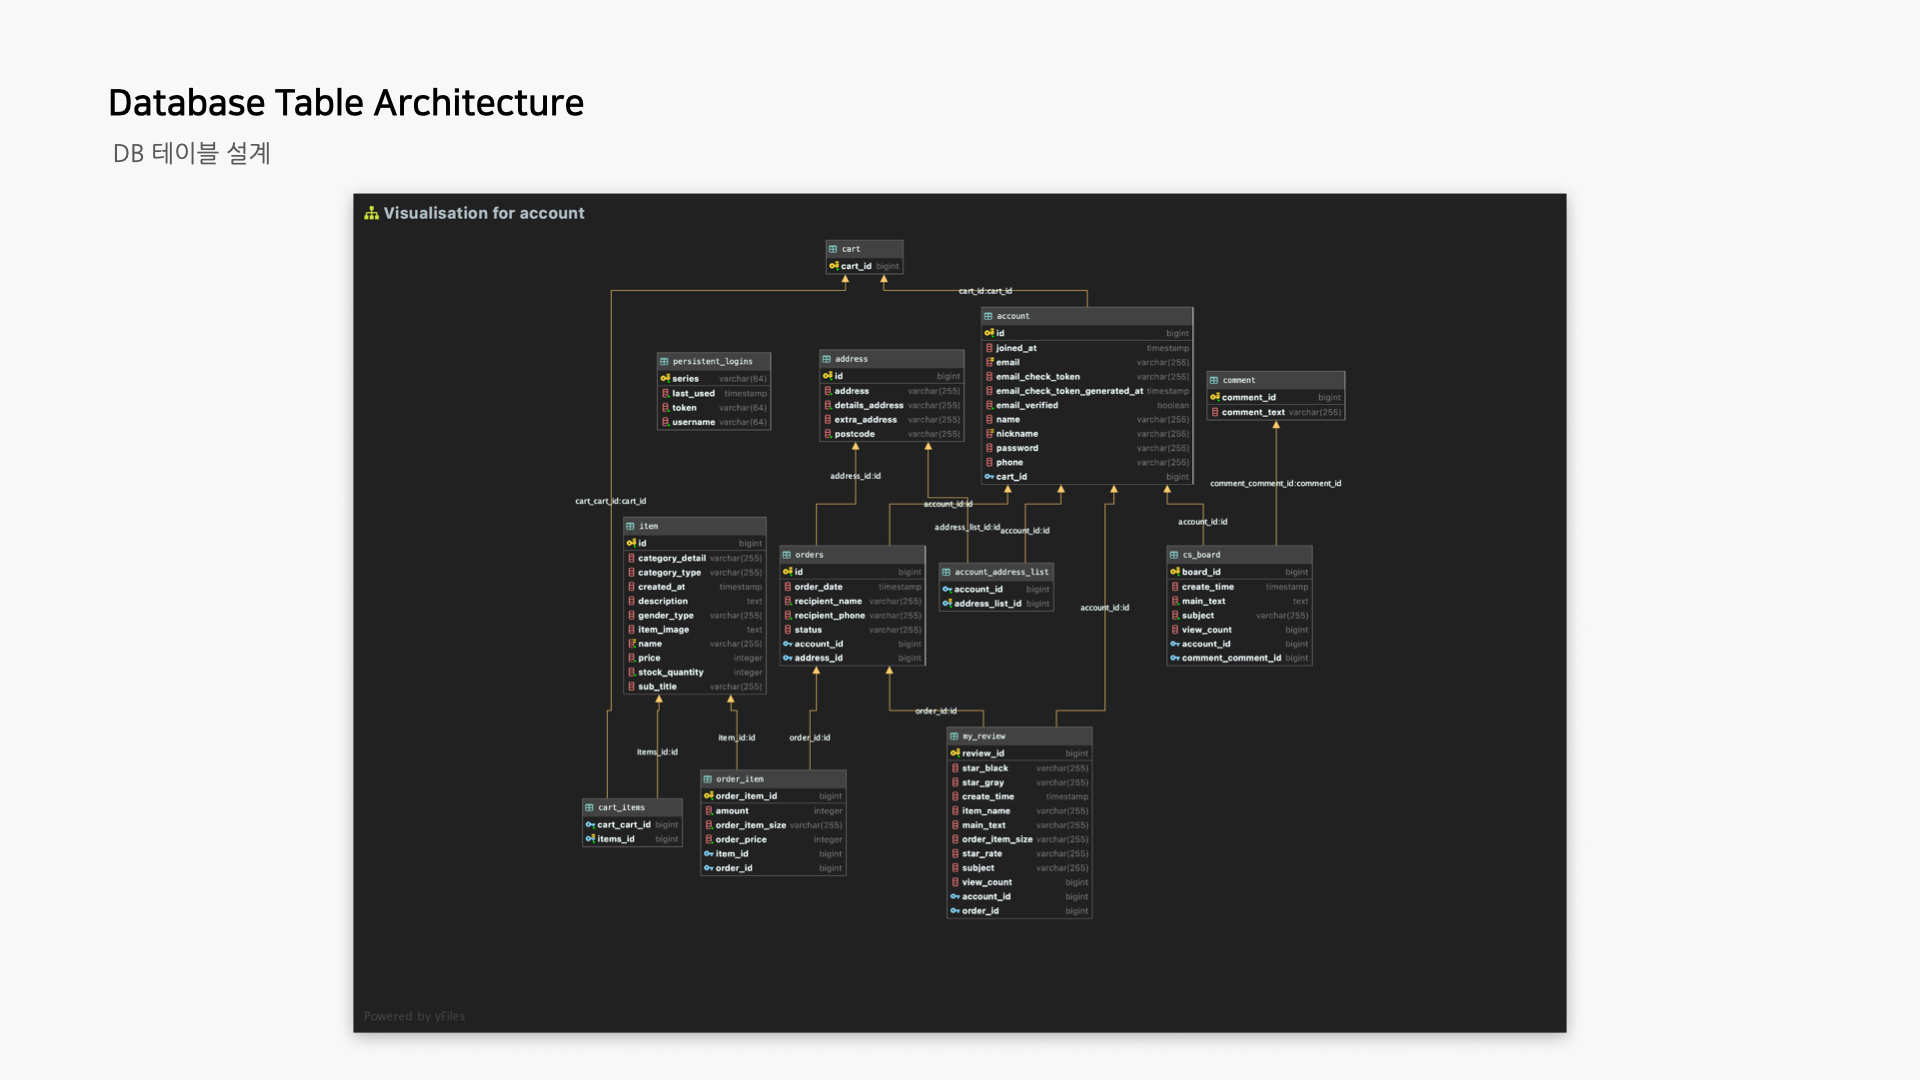 Database Table Architecture
DB 테이블 설계
Visualisation for account
cart
cart_id bigint
cart_id:cart_id
account
id bigint
joined_at timestamp
email varchar(255)
email_check_token varchar(255)
email_check_token_generated_at timestamp
email_verified boolean
name varchar(255)
nickname varchar(255)
password varchar(255)
phone varchar(255)
cart_id bigint
persistent_logins
series varchar(64)
last_used timestamp
token varchar(64)
username varchar(64)
address
id bigint
address varchar(255)
details_address varchar(255)
extra_address varchar(255)
postcode varchar(255)
comment
comment_id bigint
comment_text varchar(255)
address_id:id
comment_comment_id:comment_id
cart_cart_id:cart_id
account_id:id
address_list_id:id
account_id:id
account_id:id
item
id bigint
category_detail varchar(255)
category_type varchar(255)
created_at timestamp
description text
gender_type varchar(255)
item_image text
name varchar(255)
price integer
stock_quantity integer
sub_title varchar(255)
orders
id bigint
order_date timestamp
recipient_name varchar(255)
recipient_phone varchar(255)
status varchar(255)
account_id bigint
address_id bigint
account_address_list
account_id bigint
address_list_id bigint
account_id:id
cs_board
board_id bigint
create_time timestamp
main_text text
subject varchar(255)
view_count bigint
account_id bigint
comment_comment_id bigint
order_id:id
items_id:id
item_id:id
order_id:id
my_review
review_id bigint
star_black varchar(255)
star_gray varchar(255)
create_time timestamp
item_name varchar(255)
main_text varchar(255)
order_item_size varchar(255)
star_rate varchar(255)
subject varchar(255)
view_count bigint
account_id bigint
order_id bigint
order_item
order_item_id bigint
amount integer
order_item_size varchar(255)
order_price integer
item_id bigint
order_id bigint
cart_items
cart_cart_id bigint
items_id bigint
Powered by yFiles